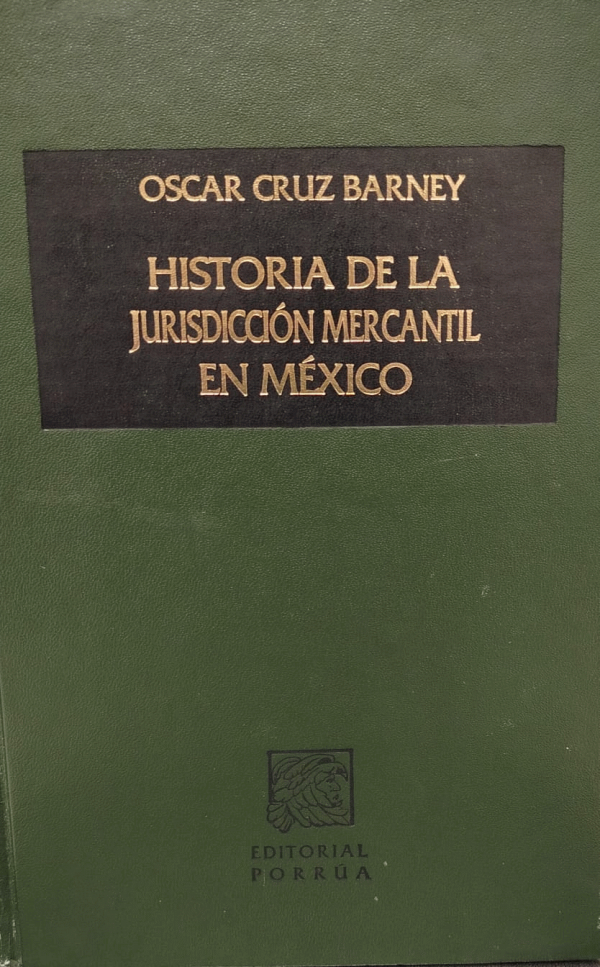 OSCAR CRUZ BARNEY
HISTORIA DE LA
JURISDICCIÓN MERCANTIL
EN MÉXICO
EDITORIAL
PORRÚA